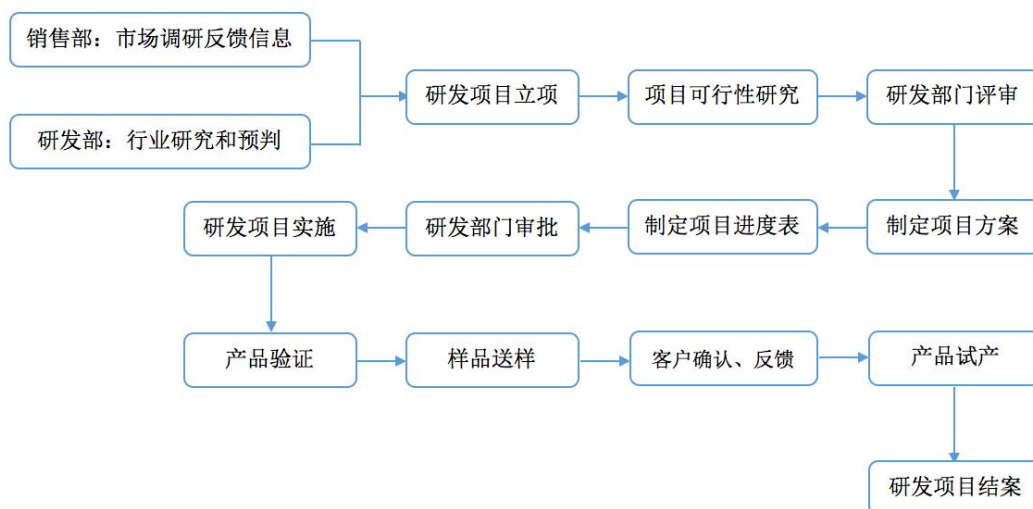 销售部：市场调研反馈信息
研发部：行业研究和预判
研发项目立项
项目可行性研究
研发部门评审
制定项目方案
制定项目进度表
研发部门审批
研发项目实施
产品验证
样品送样
客户确认、反馈
产品试产
研发项目结案